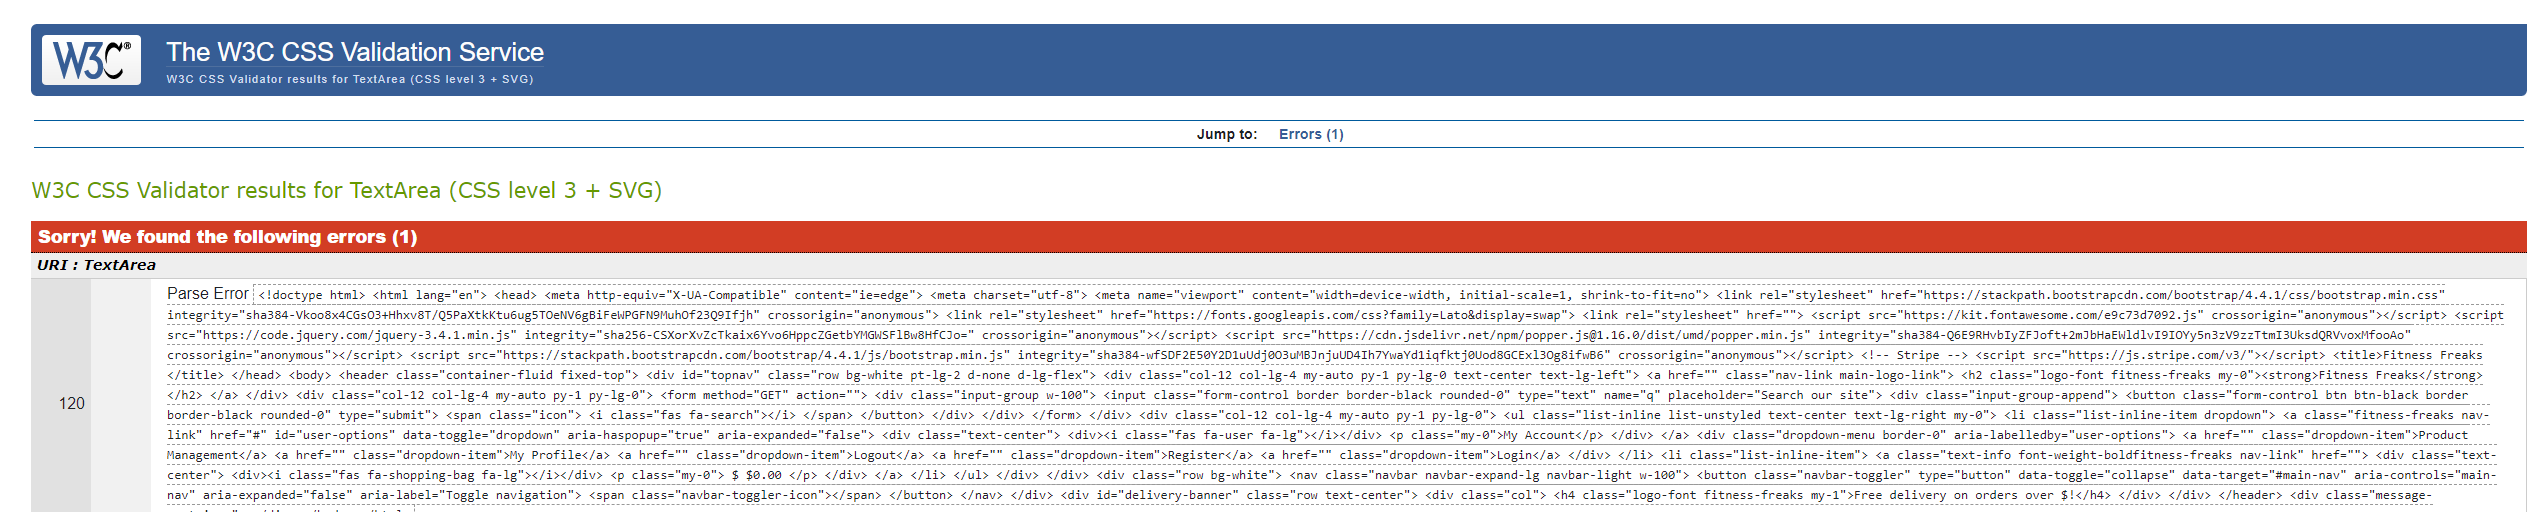 W3C®
The W3C CSS Validation Service
W3C CSS Validator results for TextArea (CSS level 3 + SVG)
Jump to: Errors (1)
W3C CSS Validator results for TextArea (CSS level 3 + SVG)
Sorry! We found the following errors (1)
URI : TextArea
Parse Error <!doctype html> <html lang="en"> <head> <meta http-equiv="X-UA-Compatible" content="ie=edge"> <meta charset="utf-8"> <meta name="viewport" content="width=device-width, initial-scale=1, shrink-to-fit=no"> <link rel="stylesheet" href="https://stackpath.bootstrapcdn.com/bootstrap/4.4.1/css/bootstrap.min.css"
integrity="sha384-Vkoo8x4CGsO3+Hhxv8T/Q5PaXtkKtu6ug5TOeNV6gBiFeWPGFN9MuhOf23Q9Ifjh" crossorigin="anonymous"> <link rel="stylesheet" href="https://fonts.googleapis.com/css?family=Lato&display=swap"> <link rel="stylesheet" href=""> <script src="https://kit.fontawesome.com/e9c73d7092.js" crossorigin="anonymous"></script> <script
src="https://code.jquery.com/jquery-3.4.1.min.js" integrity="sha256-CSXorXvZcTkaix6Yvo6HppcZGetbYMGWSFlBw8HfCJo=" crossorigin="anonymous"></script> <script src="https://cdn.jsdelivr.net/npm/popper.js@1.16.0/dist/umd/popper.min.js" integrity="sha384-Q6E9RHvbIyZFJoft+2mJbHaEWldlvI9IOYy5n3zV9zzTtmI3UksdQRVvoxMfooAo"
crossorigin="anonymous"></script> <script src="https://stackpath.bootstrapcdn.com/bootstrap/4.4.1/js/bootstrap.min.js" integrity="sha384-wfSDF2E50Y2D1uUdj0O3uMBJnjuUD4Ih7YwaYd1iqfktj0Uod8GCExl3Og8ifwB6" crossorigin="anonymous"></script> <!-- Stripe --> <script src="https://js.stripe.com/v3/"></script> <title>Fitness Freaks
</title> </head> <body> <header class="container-fluid fixed-top"> <div id="topnav" class="row bg-white pt-lg-2 d-none d-lg-flex"> <div class="col-12 col-lg-4 my-auto py-1 py-lg-0 text-center text-lg-left"> <a href="" class="nav-link main-logo-link"> <h2 class="logo-font fitness-freaks my-0"><strong>Fitness Freaks</strong>
120 </h2> </a> </div> <div class="col-12 col-lg-4 my-auto py-1 py-lg-0"> <form method="GET" action=""> <div class="input-group w-100"> <input class="form-control border border-black rounded-0" type="text" name="q" placeholder="Search our site"> <div class="input-group-append"> <button class="form-control btn btn-black border
border-black rounded-0" type="submit"> <span class="icon"> <i class="fas fa-search"></i> </span> </button> </div> </div> </form> </div> <div class="col-12 col-lg-4 my-auto py-1 py-lg-0"> <ul class="list-inline list-unstyled text-center text-lg-right my-0"> <li class="list-inline-item dropdown"> <a class="fitness-freaks nav-
link" href="#" id="user-options" data-toggle="dropdown" aria-haspopup="true" aria-expanded="false"> <div class="text-center"> <div><i class="fas fa-user fa-lg"></i></div> <p class="my-0">My Account</p> </div> </a> <div class="dropdown-menu border-0" aria-labelledby="user-options"> <a href="" class="dropdown-item">Product
Management</a> <a href="" class="dropdown-item">My Profile</a> <a href="" class="dropdown-item">Logout</a> <a href="" class="dropdown-item">Register</a> <a href="" class="dropdown-item">Login</a> </div> </li> <li class="list-inline-item"> <a class="text-info font-weight-boldfitness-freaks nav-link" href=""> <div class="text-
center"> <div><i class="fas fa-shopping-bag fa-lg"></i></div> <p class="my-0"> $ $0.00 </p> </div> </a> </li> </ul> </div> </div> <div class="row bg-white"> <nav class="navbar navbar-expand-lg navbar-light w-100"> <button class="navbar-toggler" type="button" data-toggle="collapse" data-target="#main-nav" aria-controls="main-
nav" aria-expanded="false" aria-label="Toggle navigation"> <span class="navbar-toggler-icon"></span> </button> </nav> </div> <div id="delivery-banner" class="row text-center"> <div class="col"> <h4 class="logo-font fitness-freaks my-1">Free delivery on orders over $!</h4> </div> </div> </header> <div class="message-